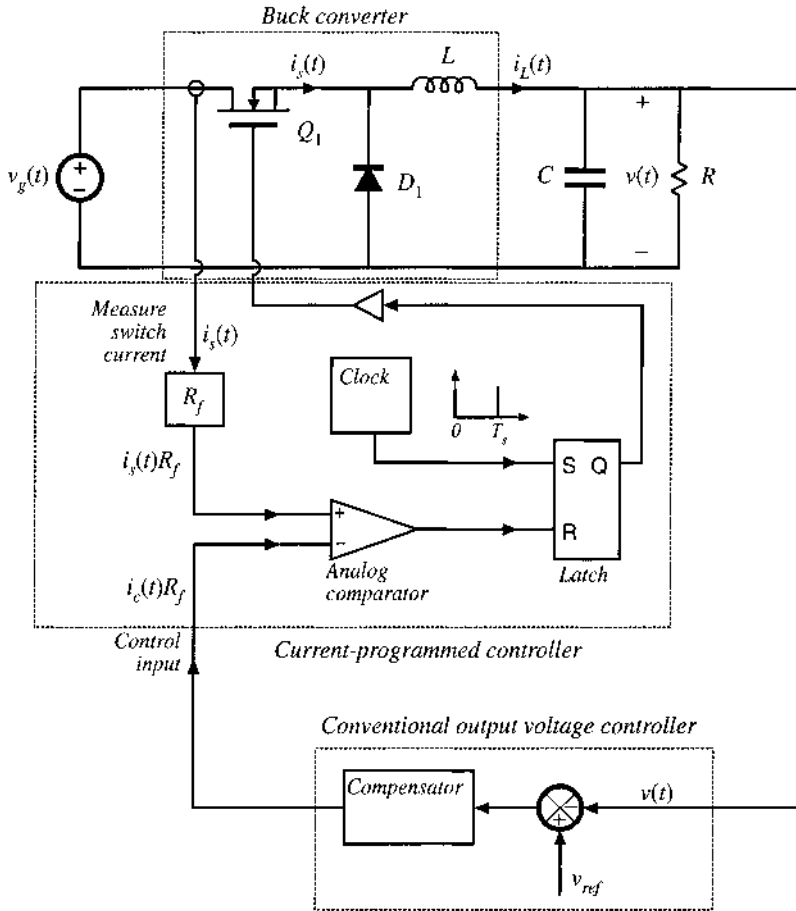 Buck converter
i_s(t)
L
i_L(t)
Q_1
D_1
v_g(t)
+
−
C
+
v(t)
−
R
Measure
switch
current
i_s(t)
R_f
Clock
0
T_s
i_s(t)R_f
S Q
R
Latch
+
−
Analog
comparator
i_c(t)R_f
Control
input
Current-programmed controller
Conventional output voltage controller
Compensator
−
+
v(t)
v_ref